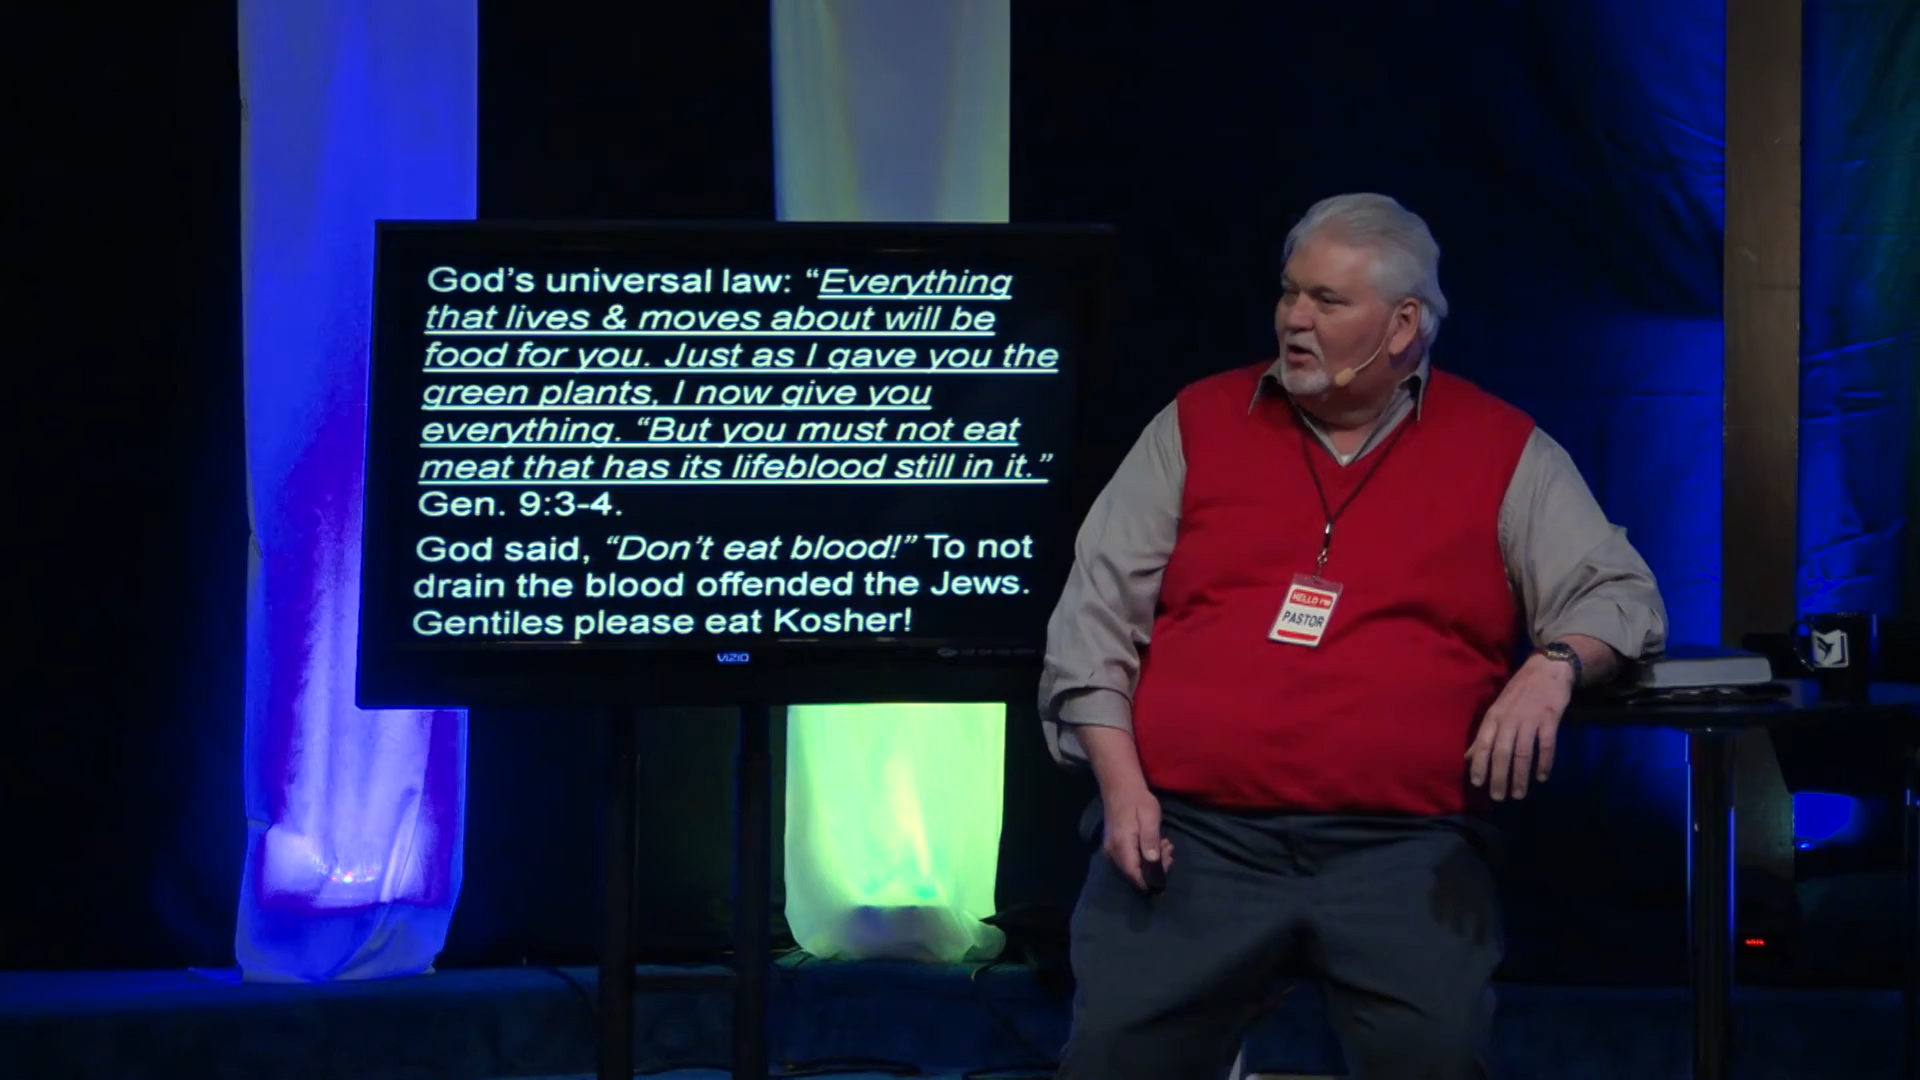 God's universal law: "Everything
that lives & moves about will be
food for you. Just as I gave you the
green plants, I now give you
everything. "But you must not eat
meat that has its lifeblood still in it."
Gen. 9:3-4.
God said, "Don't eat blood!" To not
drain the blood offended the Jews.
Gentiles please eat Kosher!
VIZIO
HELLO I'M
PASTOR